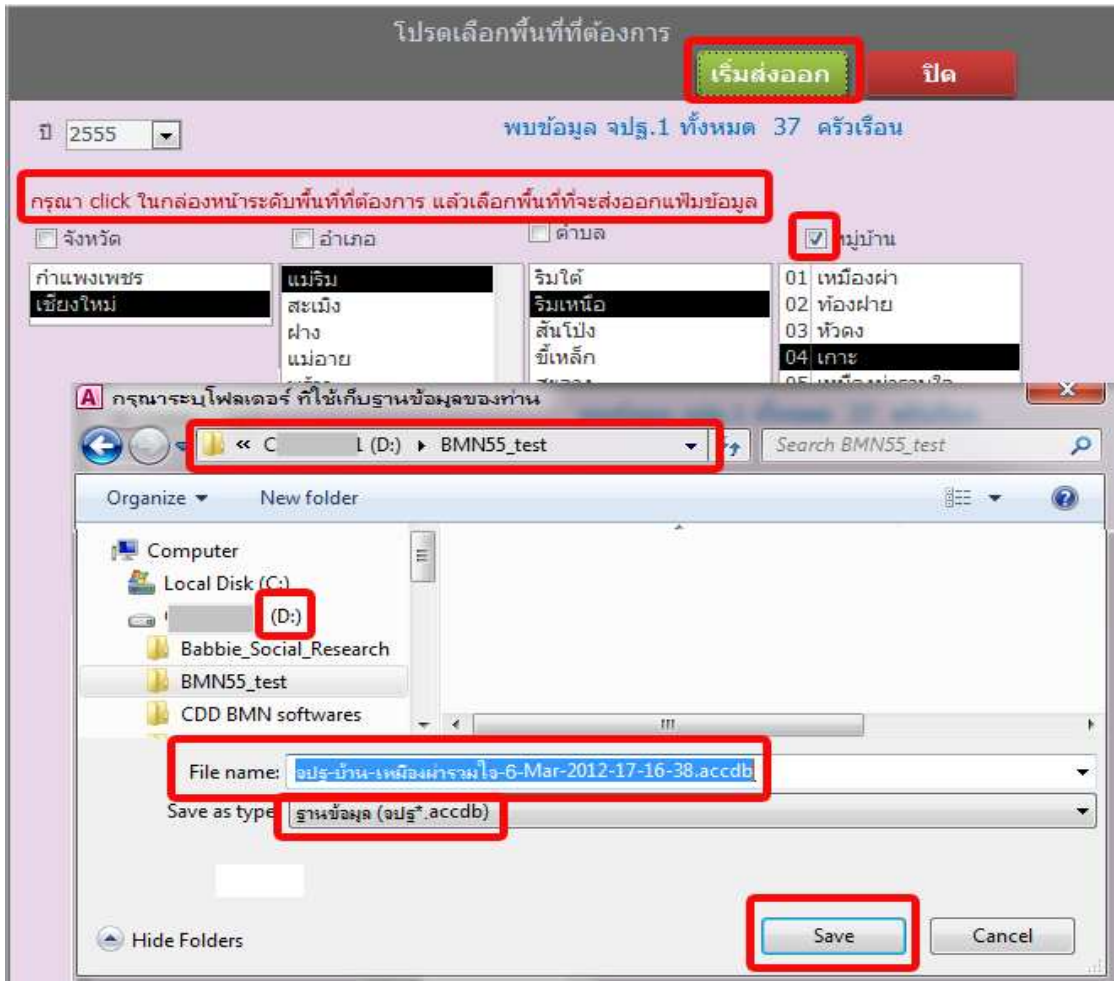 โปรดเลือกพื้นที่ที่ต้องการ
เริ่มส่งออก ปิด
ปี 2555 พบข้อมูล จปฐ.1 ทั้งหมด 37 ครัวเรือน
กรุณา click ในกล่องหน้าระดับพื้นที่ที่ต้องการ แล้วเลือกพื้นที่ที่จะส่งออกแฟ้มข้อมูล
จังหวัด อำเภอ ตำบล หมู่บ้าน
กำแพงเพชร แม่ริม ริมใต้ 01 เหมืองผ่า
เชียงใหม่ สะเมิง ริมเหนือ 02 ท้องฝาย
ฝาง สันโป่ง 03 หัวดง
แม่อาย ขี้เหล็ก 04 เกาะ
05 เหมืองผ่ารวมใจ
กรุณาระบุโฟลเดอร์ ที่ใช้เก็บฐานข้อมูลของท่าน
« C 1 (D:) BMN55_test Search BMN55_test
Organize New folder
Computer
Local Disk (C:)
(D:)
Babbie_Social_Research
BMN55_test
CDD BMN softwares
File name: จปฐ-บ้าน-เหมืองผ่ารวมใจ-6-Mar-2012-17-16-38.accdb
Save as type ฐานข้อมูล (จปฐ*.accdb)
Hide Folders Save Cancel